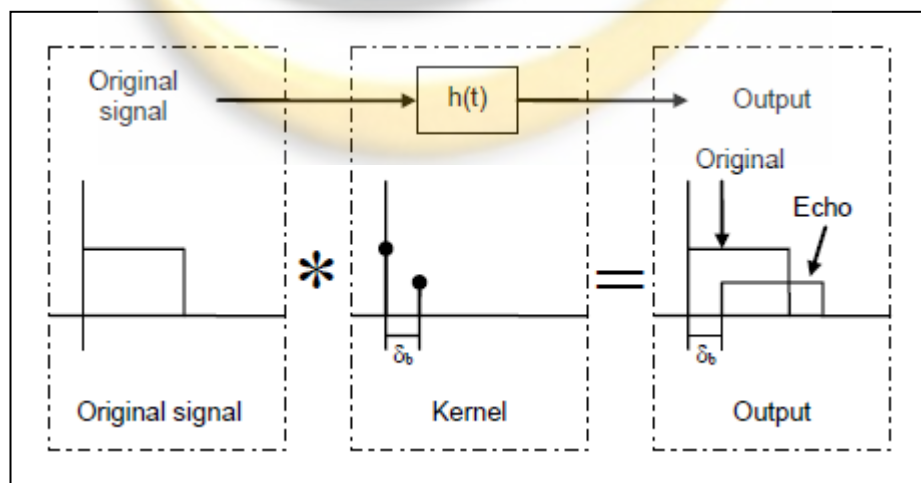 Original
signal
h(t)
Output
Original
Echo
*
=
δb
δb
Original signal
Kernel
Output